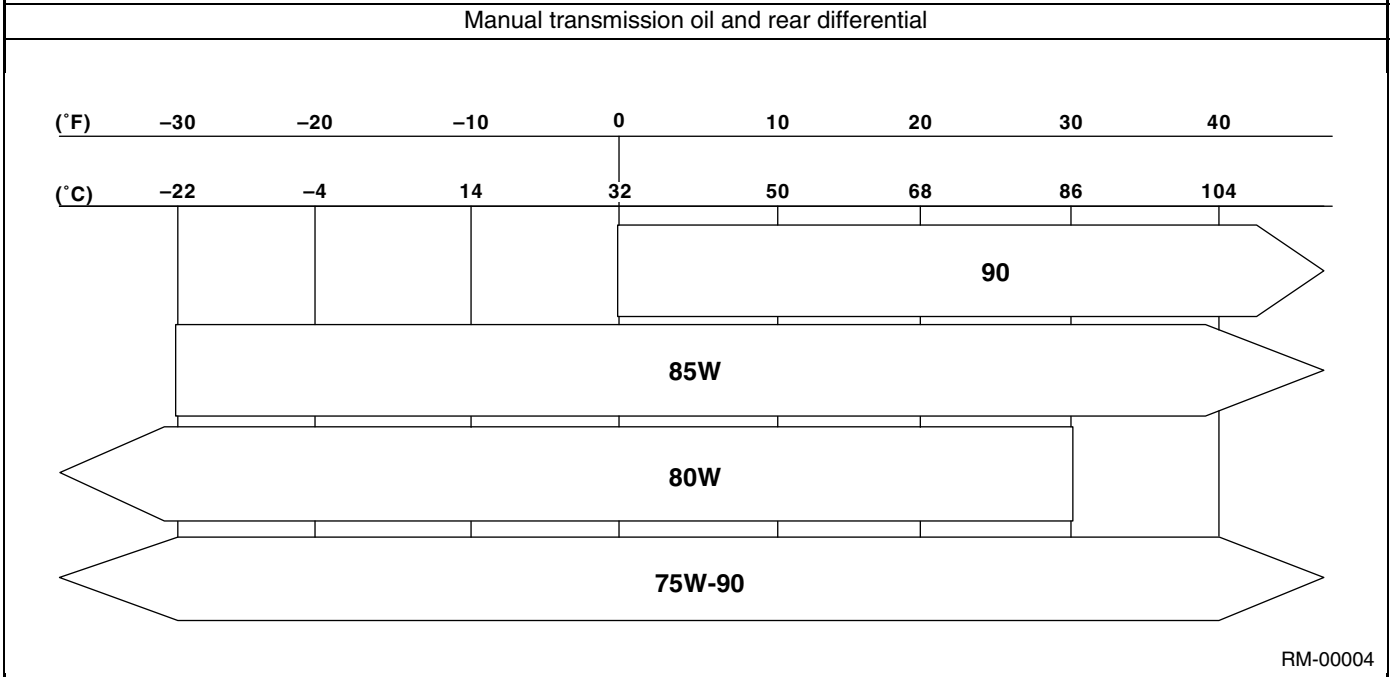 Manual transmission oil and rear differential
(˚F) –30 –20 –10 0 10 20 30 40
(˚C) –22 –4 14 32 50 68 86 104
90
85W
80W
75W-90
RM-00004